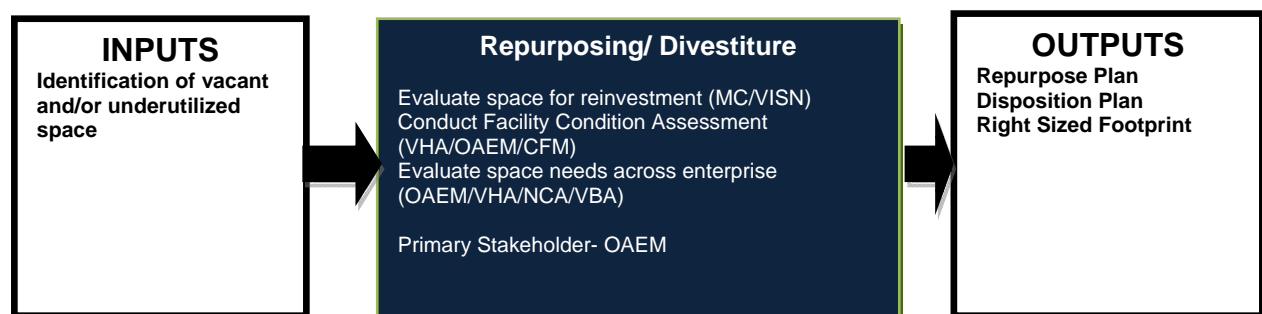 INPUTS
Identification of vacant
and/or underutilized
space
Repurposing/ Divestiture
Evaluate space for reinvestment (MC/VISN)
Conduct Facility Condition Assessment
(VHA/OAEM/CFM)
Evaluate space needs across enterprise
(OAEM/VHA/NCA/VBA)
Primary Stakeholder- OAEM
OUTPUTS
Repurpose Plan
Disposition Plan
Right Sized Footprint